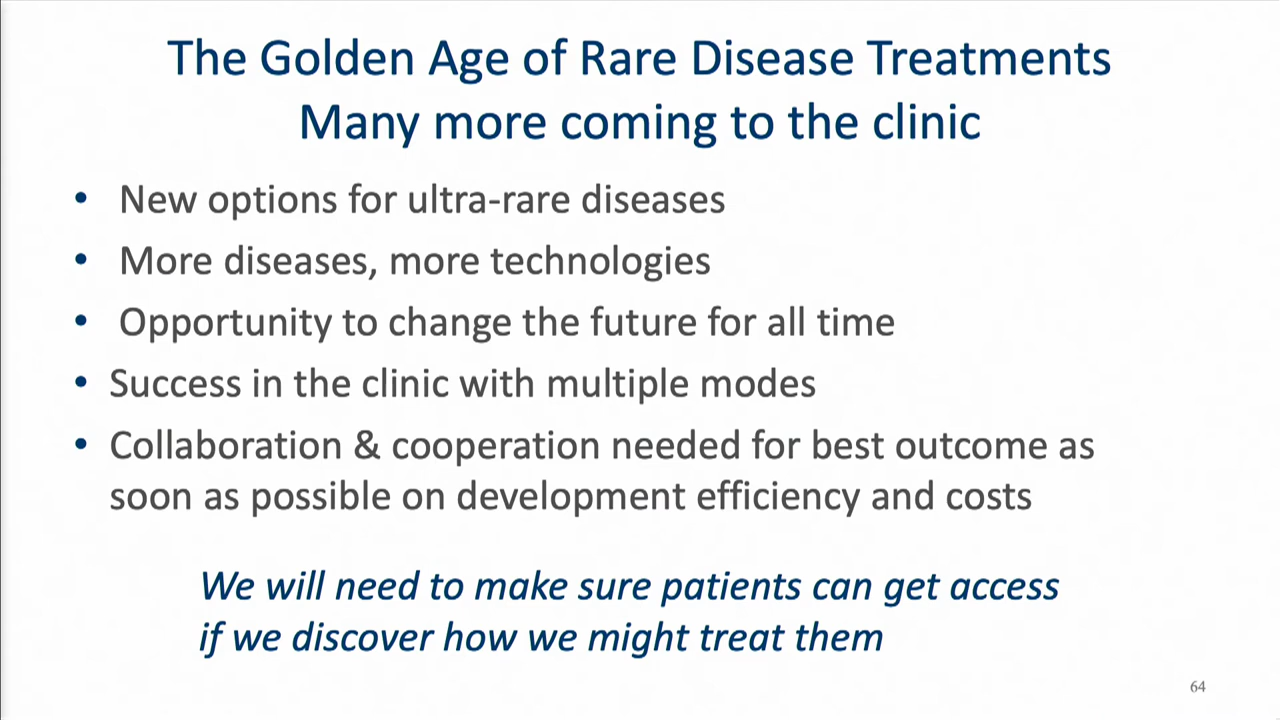 The Golden Age of Rare Disease Treatments
Many more coming to the clinic
• New options for ultra-rare diseases
• More diseases, more technologies
• Opportunity to change the future for all time
• Success in the clinic with multiple modes
• Collaboration & cooperation needed for best outcome as
soon as possible on development efficiency and costs
We will need to make sure patients can get access
if we discover how we might treat them
64